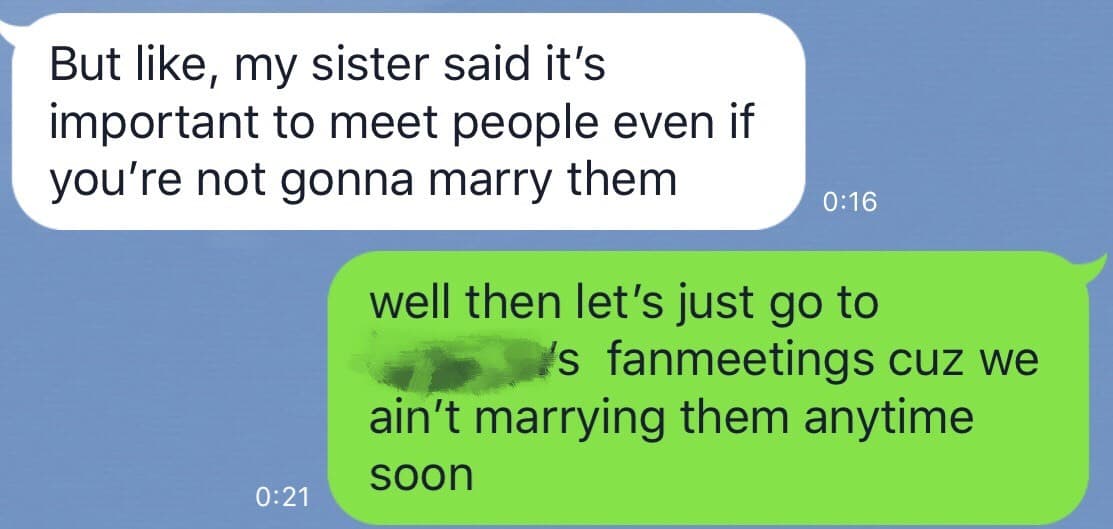 But like, my sister said it’s
important to meet people even if
you’re not gonna marry them
0:16
well then let’s just go to
’s fanmeetings cuz we
ain’t marrying them anytime
soon
0:21